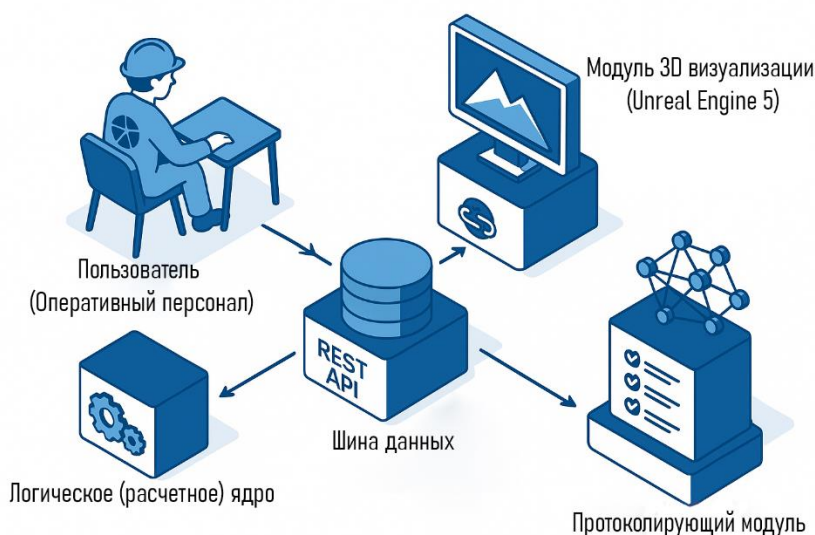 Модуль 3D визуализации
(Unreal Engine 5)
Пользователь
(Оперативный персонал)
REST
API
Шина данных
Логическое (расчетное) ядро
Протоколирующий модуль